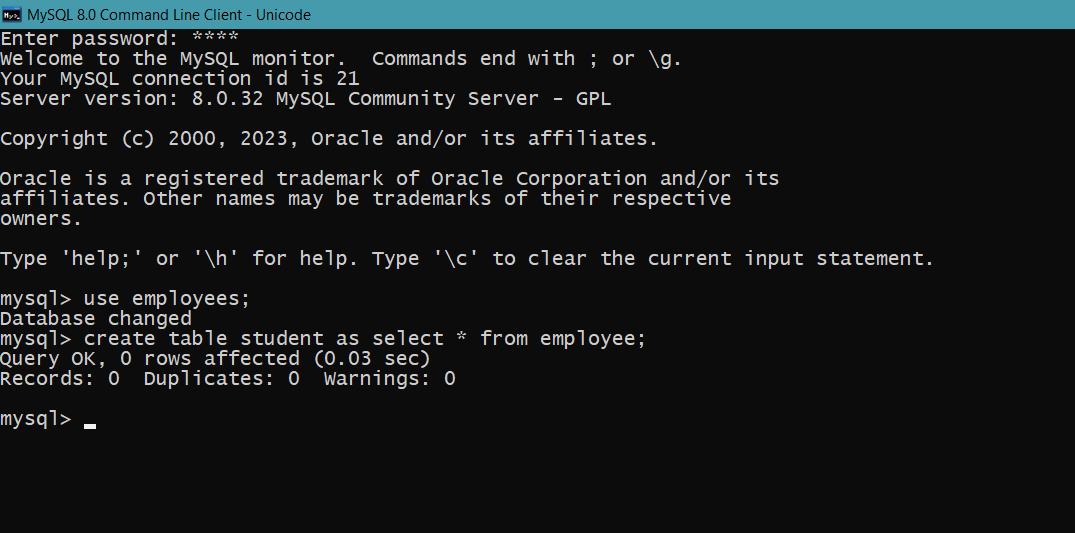 MySQL 8.0 Command Line Client - Unicode
Enter password: ****
Welcome to the MySQL monitor.  Commands end with ; or \g.
Your MySQL connection id is 21
Server version: 8.0.32 MySQL Community Server - GPL
Copyright (c) 2000, 2023, Oracle and/or its affiliates.
Oracle is a registered trademark of Oracle Corporation and/or its
affiliates. Other names may be trademarks of their respective
owners.
Type 'help;' or '\h' for help. Type '\c' to clear the current input statement.
mysql> use employees;
Database changed
mysql> create table student as select * from employee;
Query OK, 0 rows affected (0.03 sec)
Records: 0  Duplicates: 0  Warnings: 0
mysql> _